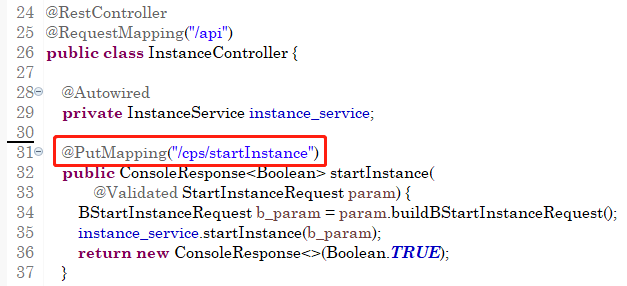 24 @RestController
25 @RequestMapping("/api")
26 public class InstanceController {
27
28 @Autowired
29 private InstanceService instance_service;
30
31 @PutMapping("/cps/startInstance")
32 public ConsoleResponse<Boolean> startInstance(
33 @Validated StartInstanceRequest param) {
34 BStartInstanceRequest b_param = param.buildBStartInstanceRequest();
35 instance_service.startInstance(b_param);
36 return new ConsoleResponse<>(Boolean.TRUE);
37 }